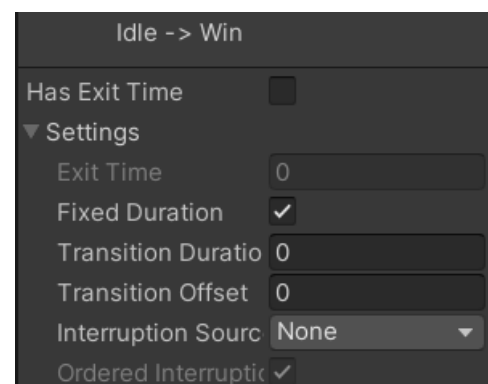 Idle -> Win
Has Exit Time
Settings
Exit Time 0
Fixed Duration
Transition Duratio 0
Transition Offset 0
Interruption Sourc None
Ordered Interruptic